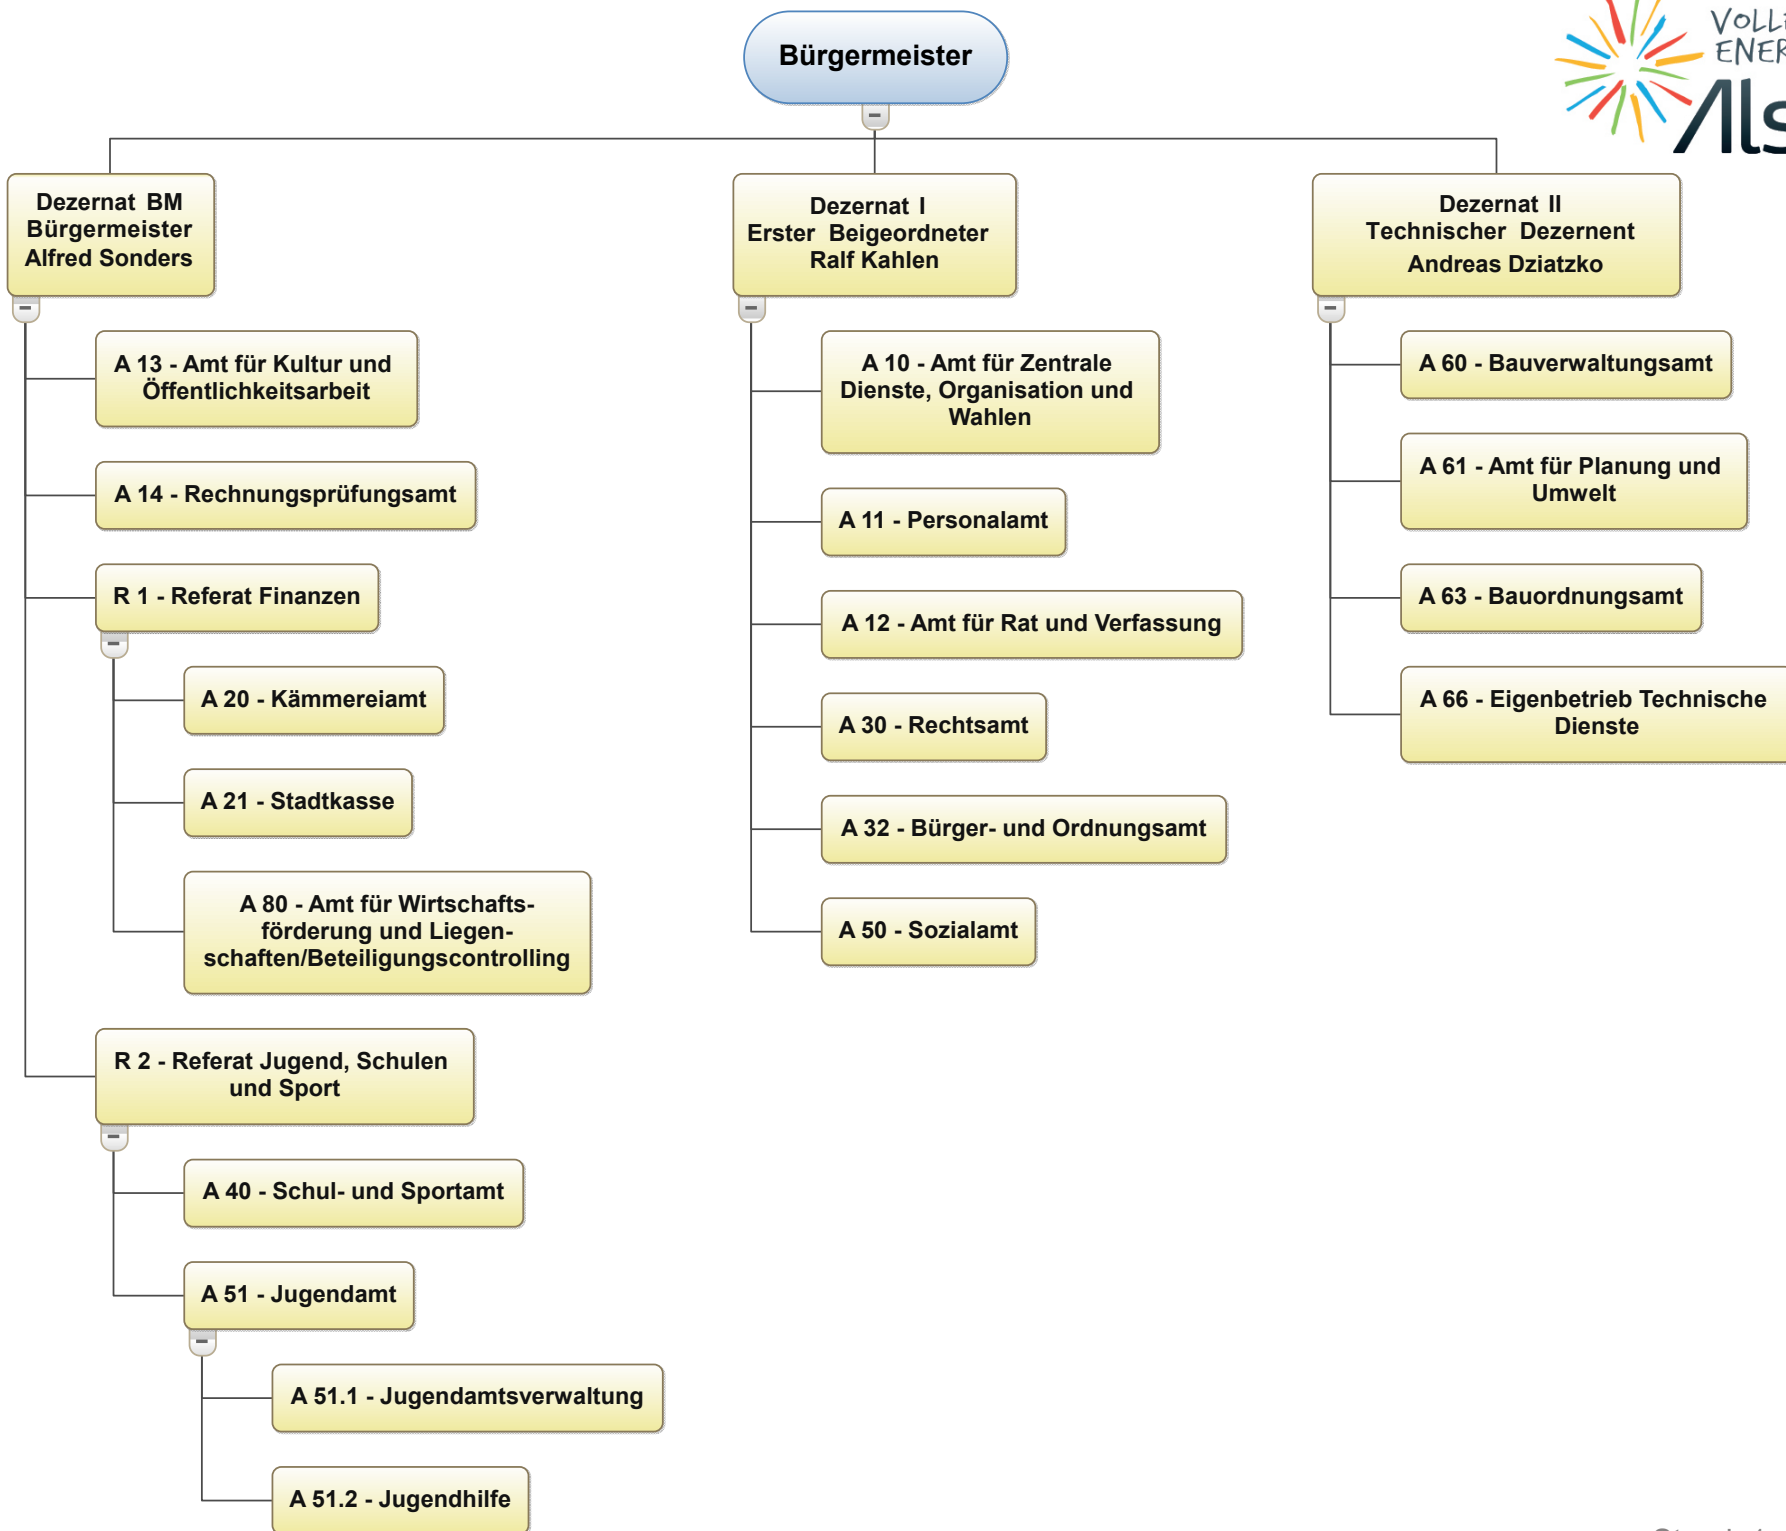 Bürgermeister
Dezernat BM
Bürgermeister
Alfred Sonders
A 13 - Amt für Kultur und
Öffentlichkeitsarbeit
A 14 - Rechnungsprüfungsamt
R 1 - Referat Finanzen
A 20 - Kämmereiamt
A 21 - Stadtkasse
A 80 - Amt für Wirtschafts-
förderung und Liegen-
schaften/Beteiligungscontrolling
R 2 - Referat Jugend, Schulen
und Sport
A 40 - Schul- und Sportamt
A 51 - Jugendamt
A 51.1 - Jugendamtsverwaltung
A 51.2 - Jugendhilfe
Dezernat I
Erster Beigeordneter
Ralf Kahlen
A 10 - Amt für Zentrale
Dienste, Organisation und
Wahlen
A 11 - Personalamt
A 12 - Amt für Rat und Verfassung
A 30 - Rechtsamt
A 32 - Bürger- und Ordnungsamt
A 50 - Sozialamt
Dezernat II
Technischer Dezernent
Andreas Dziatzko
A 60 - Bauverwaltungsamt
A 61 - Amt für Planung und
Umwelt
A 63 - Bauordnungsamt
A 66 - Eigenbetrieb Technische
Dienste